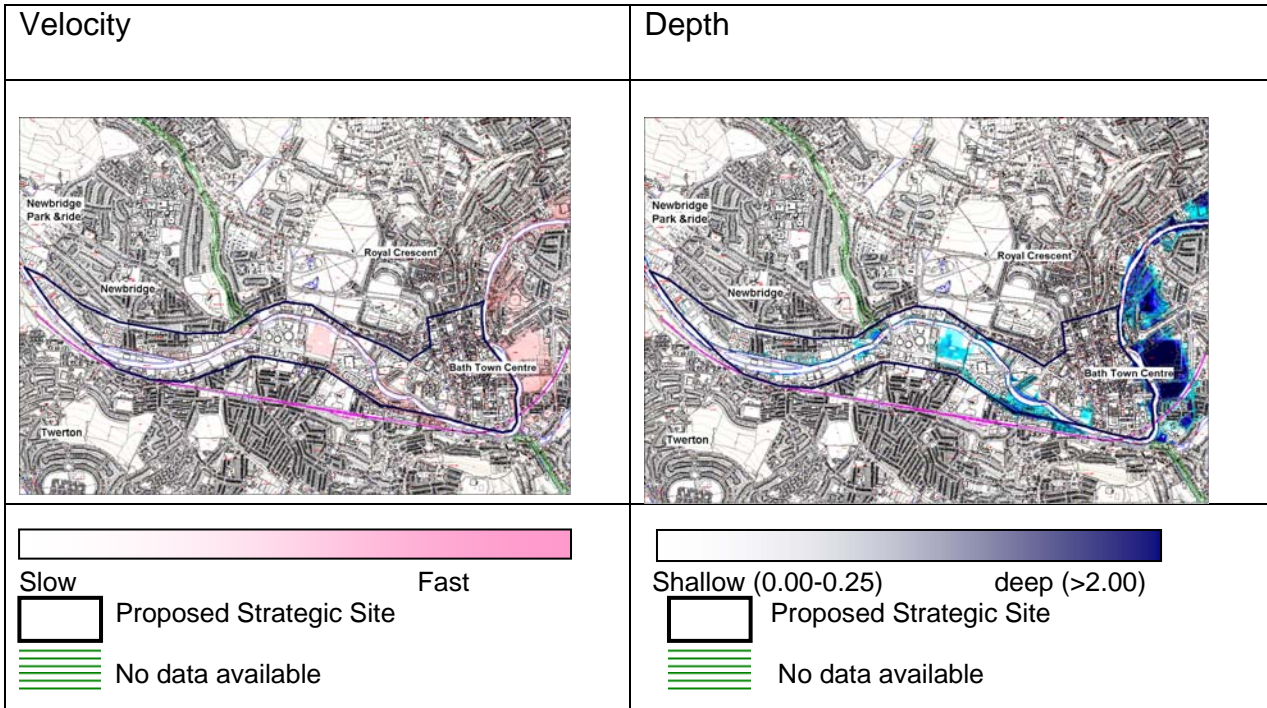 Velocity
Depth
Newbridge
Park &ride
Royal Crescent
Newbridge
Bath Town Centre
Twerton
Newbridge
Park &ride
Royal Crescent
Newbridge
Bath Town Centre
Twerton
Slow Fast
Proposed Strategic Site
No data available
Shallow (0.00-0.25) deep (>2.00)
Proposed Strategic Site
No data available